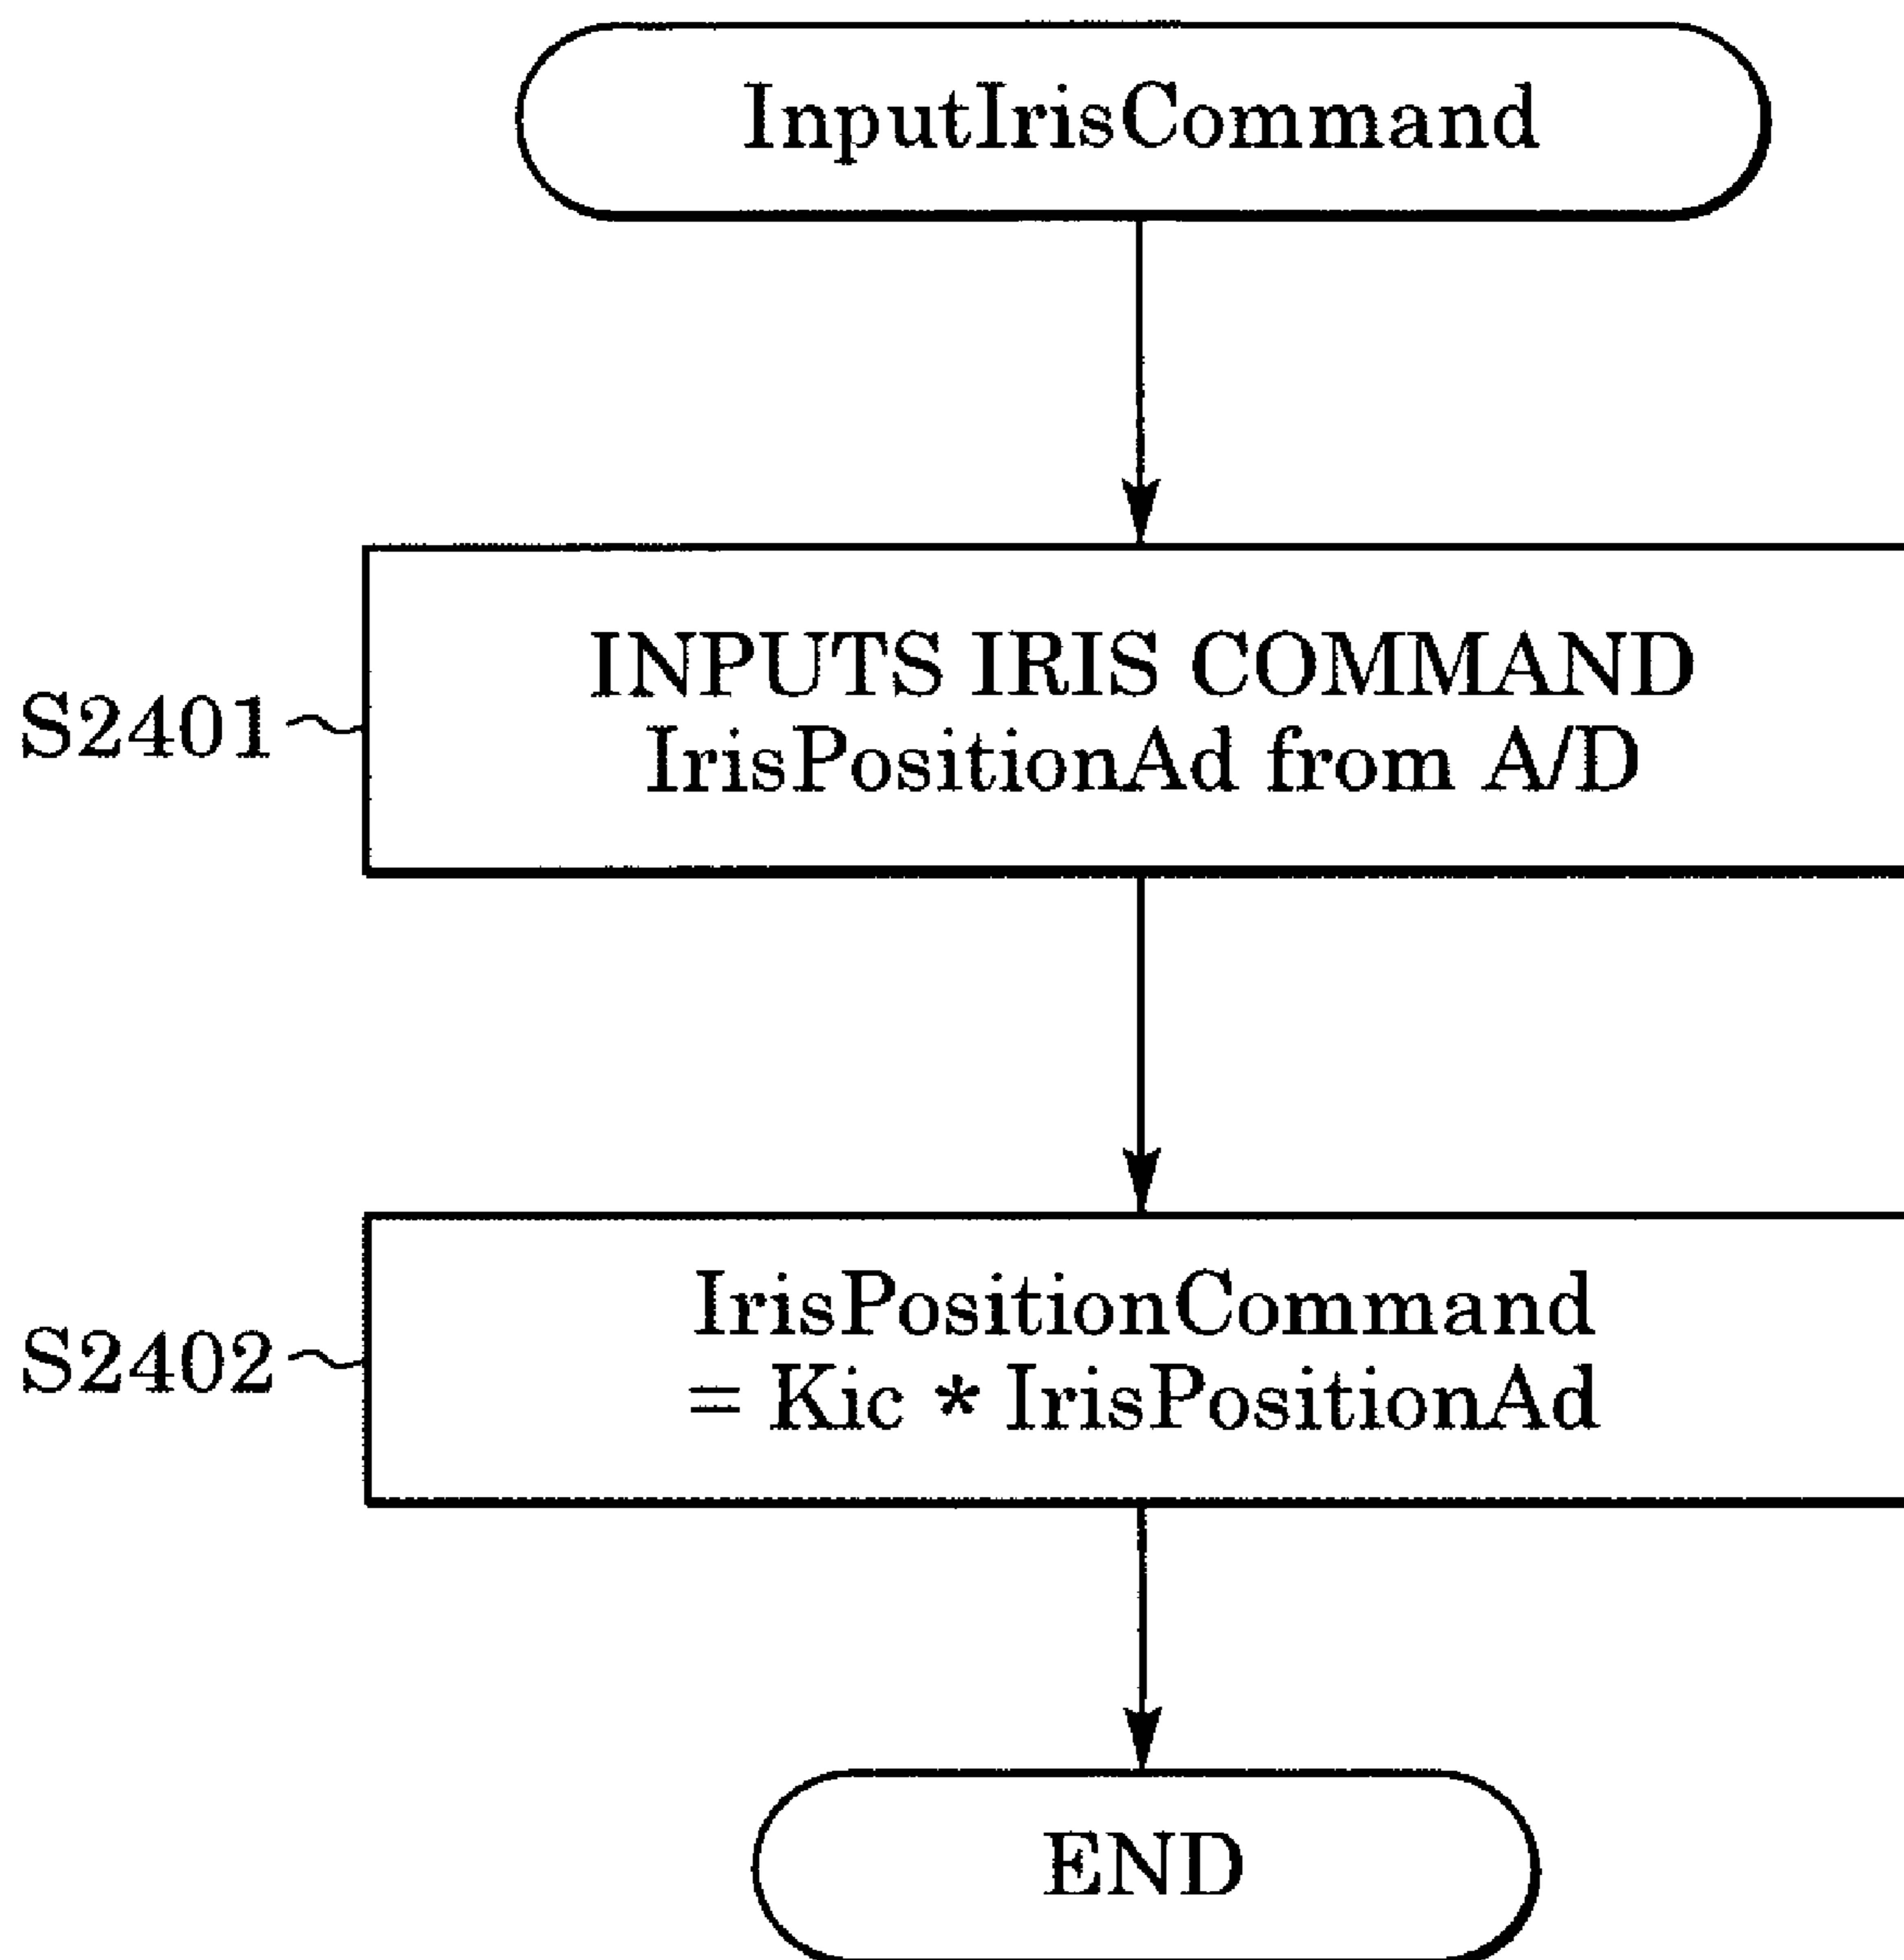 InputIrisCommand
INPUTS IRIS COMMAND
IrisPositionAd from A/D
S2401
IrisPositionCommand
= Kic * IrisPositionAd
S2402
END